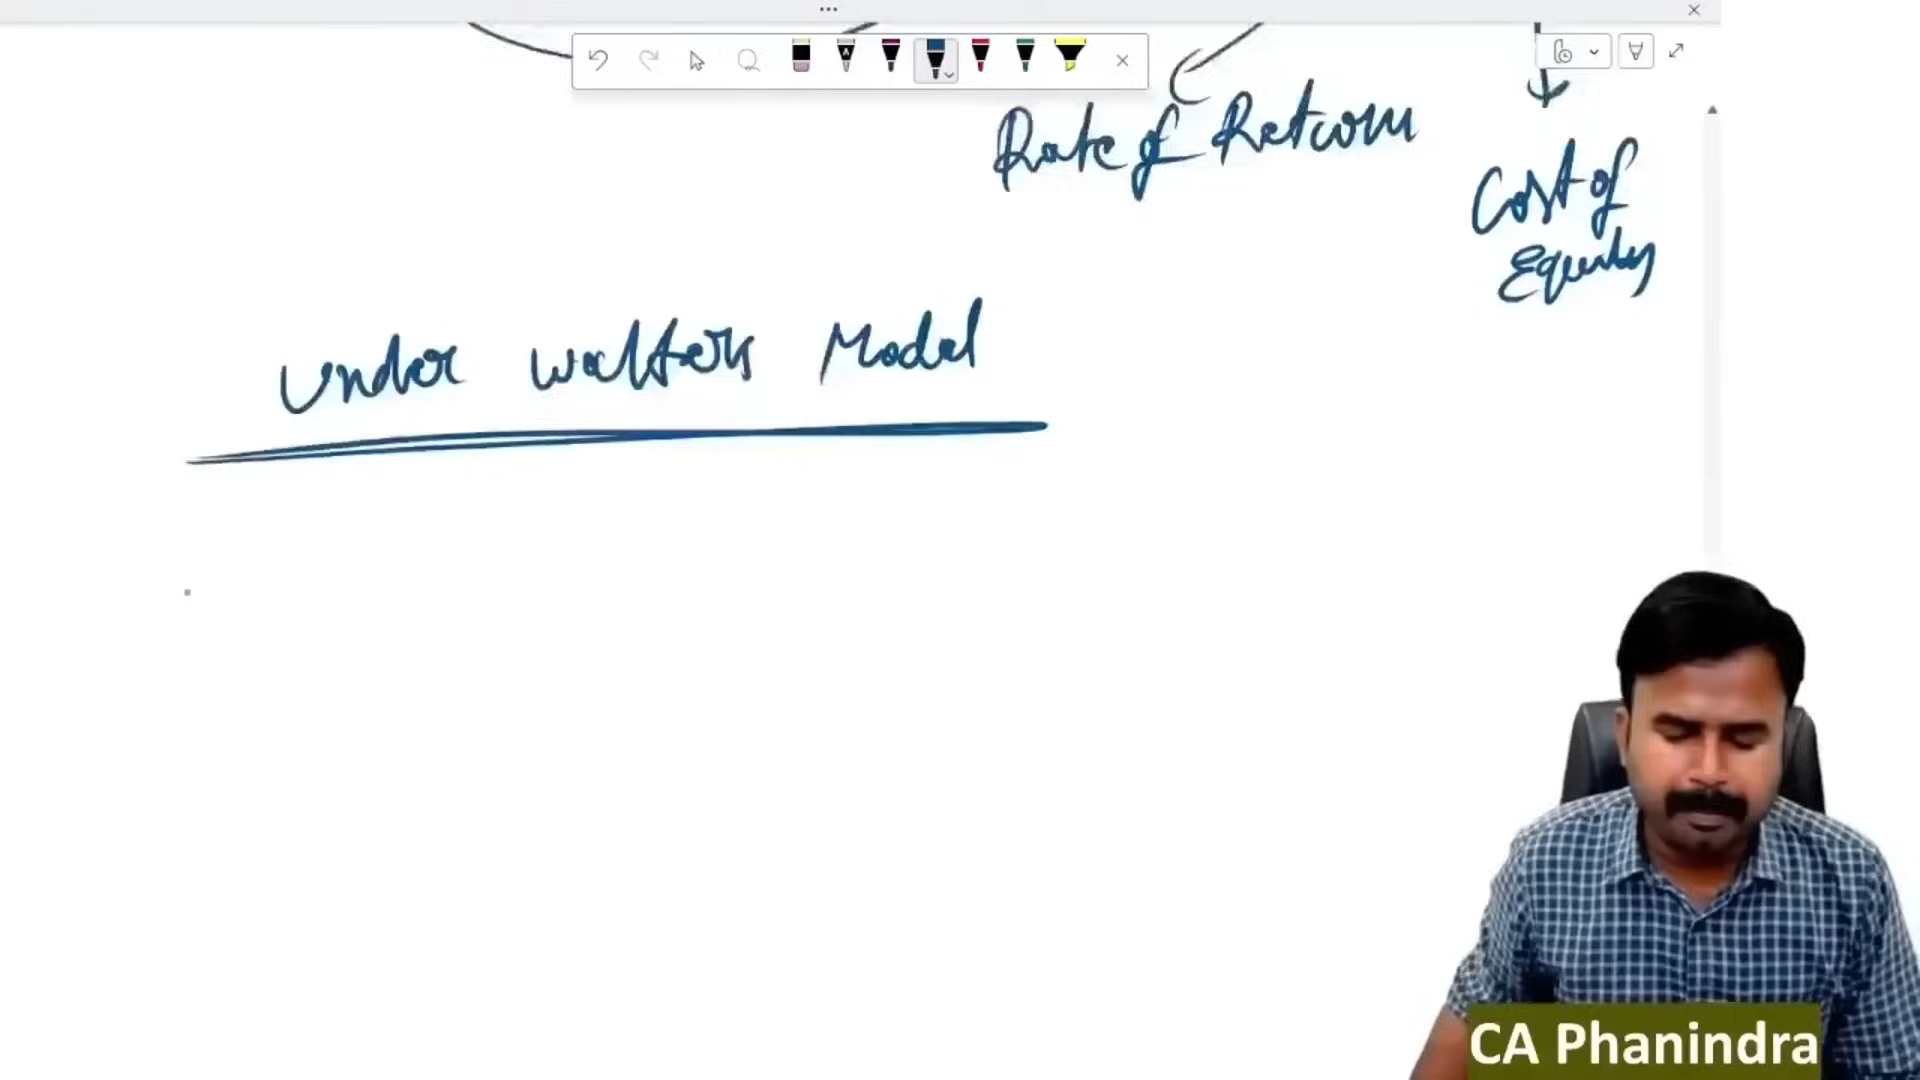 Rate of Return
Cost of
Equity
Under Walters Model
CA Phanindra